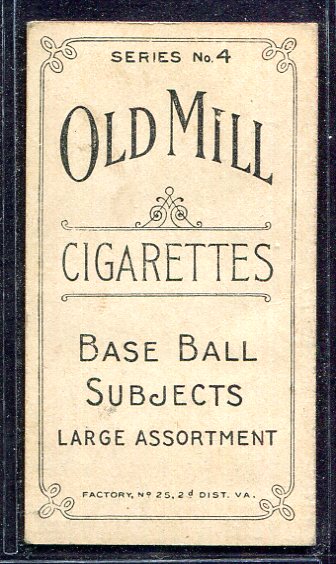 SERIES No. 4
OLD MILL
CIGARETTES
BASE BALL
SUBJECTS
LARGE ASSORTMENT
FACTORY, Nº 25, 2d DIST. VA.